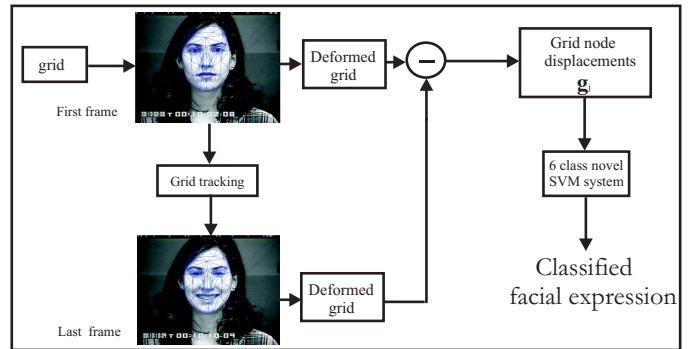 grid
First frame
Deformed
grid
−
Grid node
displacements
g_j
Grid tracking
6 class novel
SVM system
Classified
facial expression
Last frame
Deformed
grid